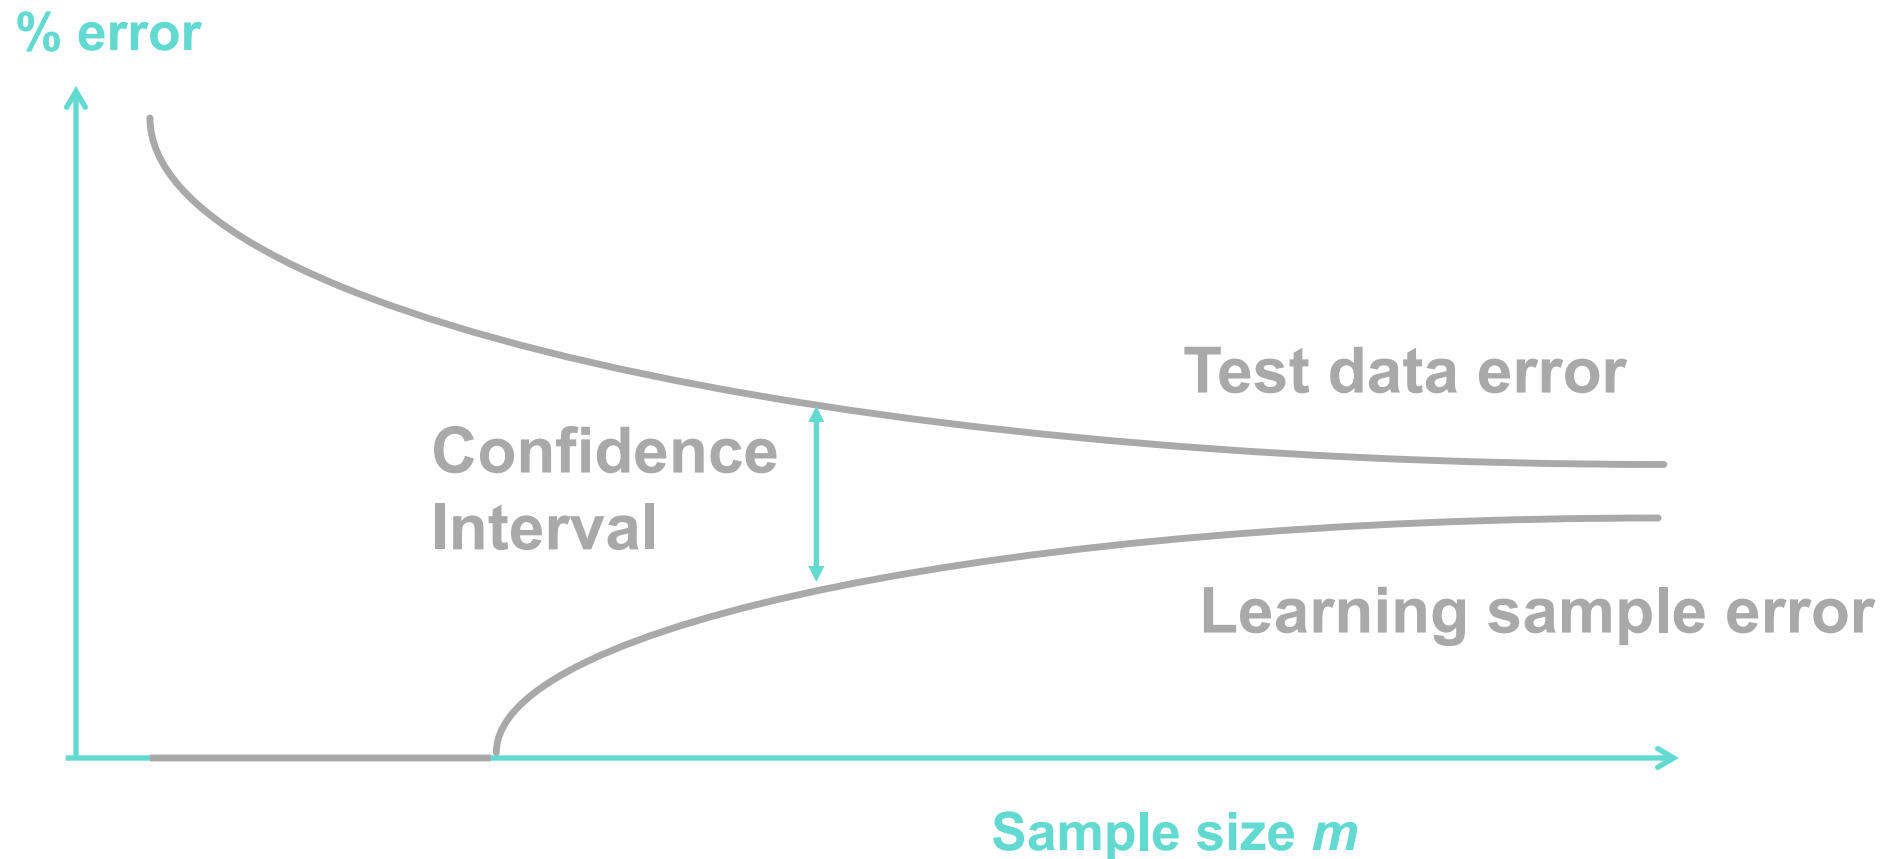 % error
Test data error
Confidence
Interval
Learning sample error
Sample size m